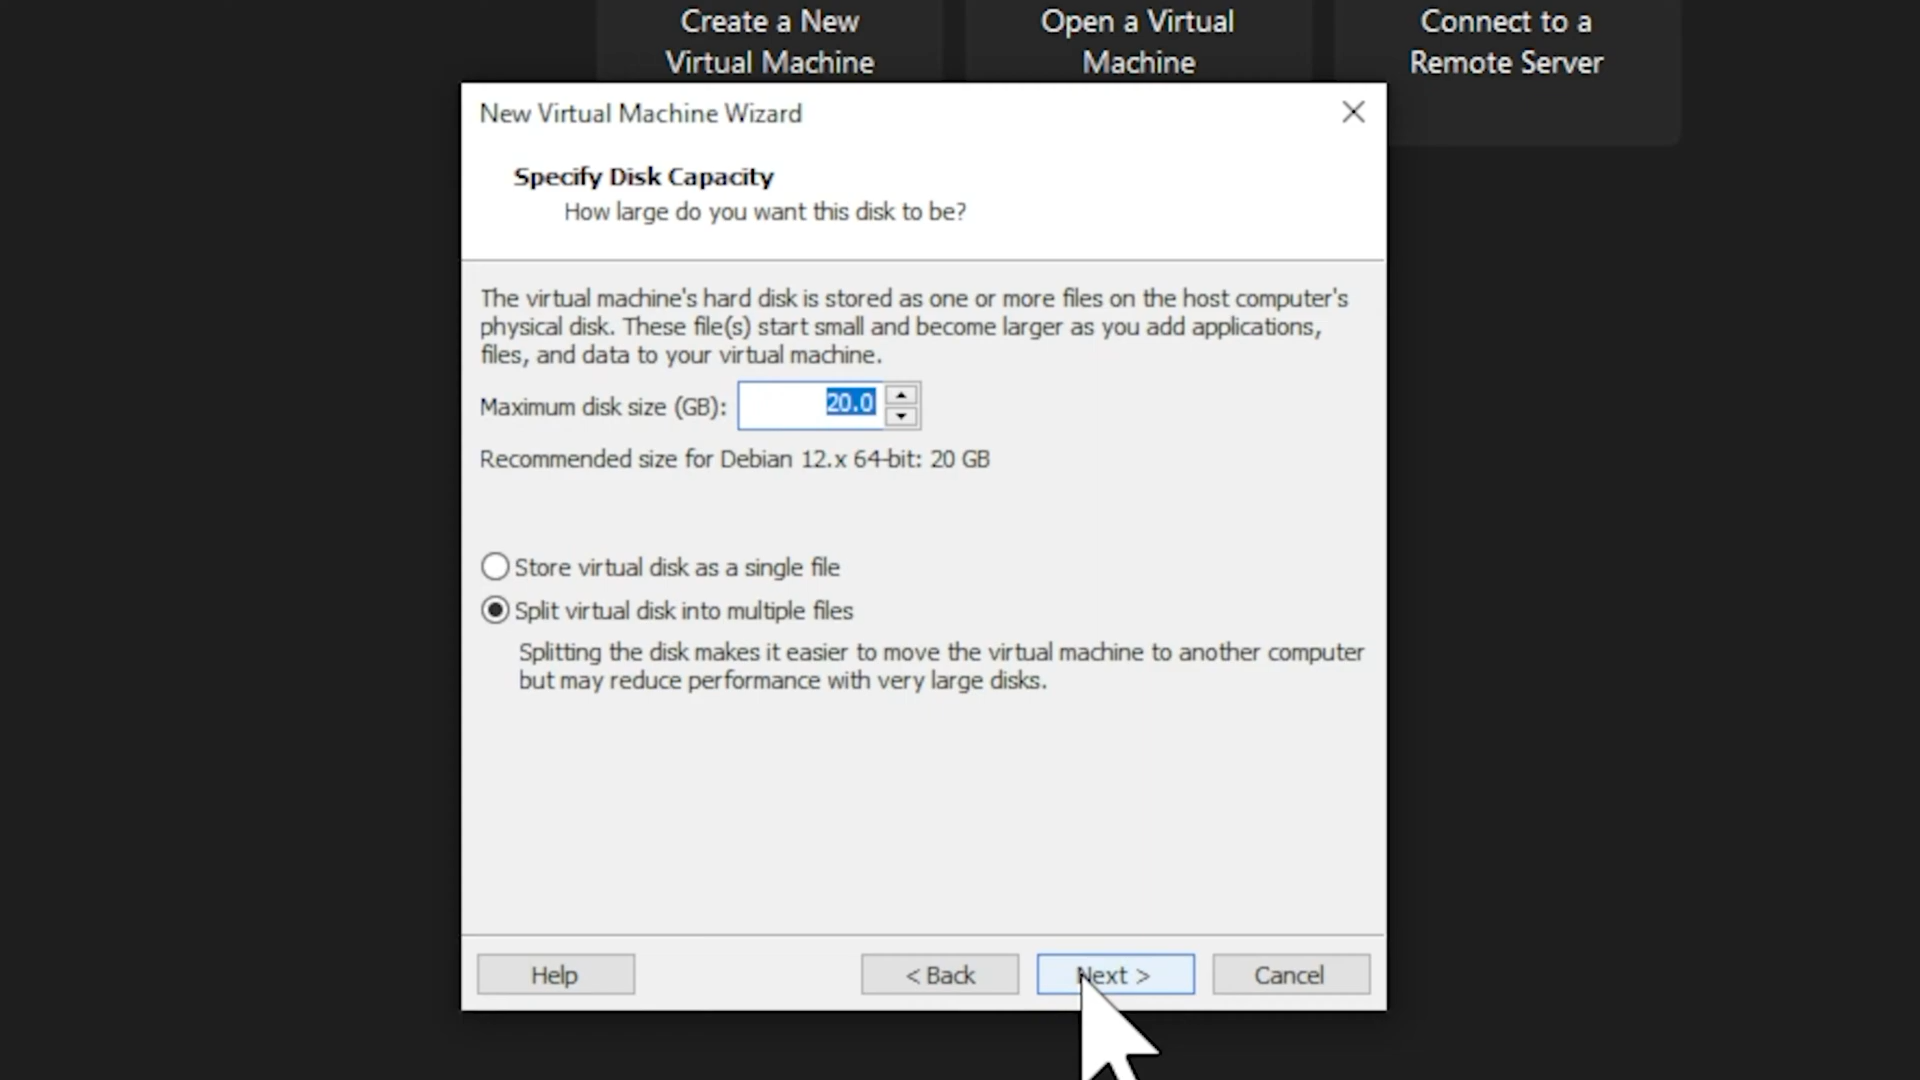 Create a New
Virtual Machine
Open a Virtual
Machine
Connect to a
Remote Server
New Virtual Machine Wizard
Specify Disk Capacity
How large do you want this disk to be?
The virtual machine's hard disk is stored as one or more files on the host computer's
physical disk. These file(s) start small and become larger as you add applications,
files, and data to your virtual machine.
Maximum disk size (GB): 20.0
Recommended size for Debian 12.x 64-bit: 20 GB
Store virtual disk as a single file
Split virtual disk into multiple files
Splitting the disk makes it easier to move the virtual machine to another computer
but may reduce performance with very large disks.
Help
< Back
Next >
Cancel